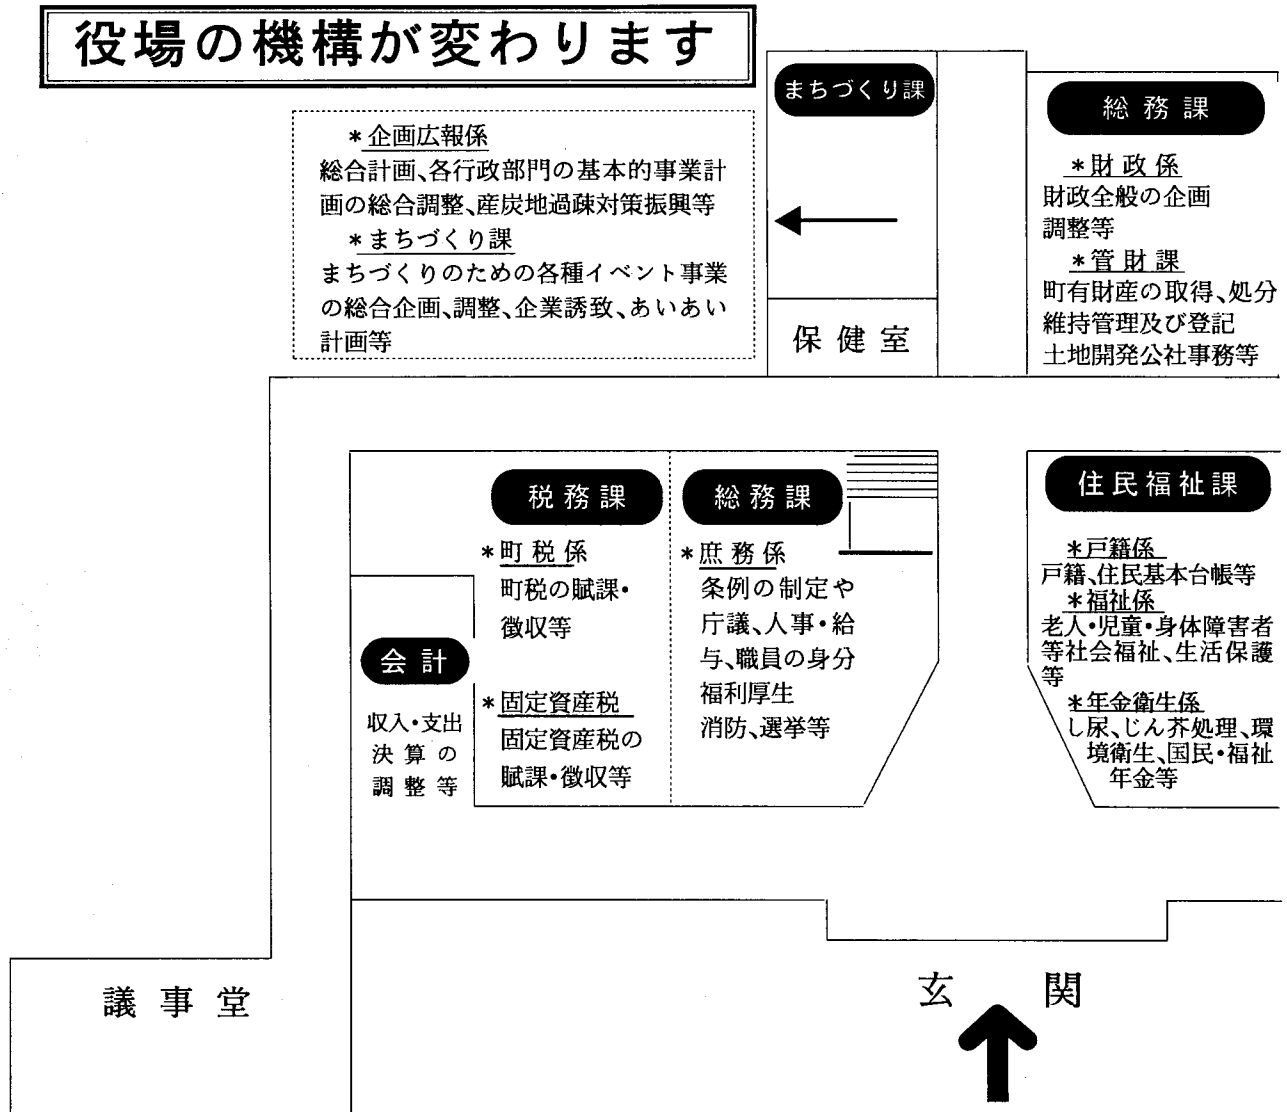 役場の機構が変わります
まちづくり課
*企画広報係
総合計画、各行政部門の基本的事業計
画の総合調整、産炭地過疎対策振興等
*まちづくり課
まちづくりのための各種イベント事業
の総合企画、調整、企業誘致、あいあい
計画等
保健室
総務課
*財政係
財政全般の企画
調整等
*管財課
町有財産の取得、処分
維持管理及び登記
土地開発公社事務等
会計
収入・支出
決算の
調整等
税務課
*町税係
町税の賦課・
徴収等
*固定資産税
固定資産税の
賦課・徴収等
総務課
*庶務係
条例の制定や
庁議、人事・給
与、職員の身分
福利厚生
消防、選挙等
住民福祉課
*戸籍係
戸籍、住民基本台帳等
*福祉係
老人・児童・身体障害者
等社会福祉、生活保護
等
*年金衛生係
し尿、じん芥処理、環
境衛生、国民・福祉
年金等
議事堂
玄関